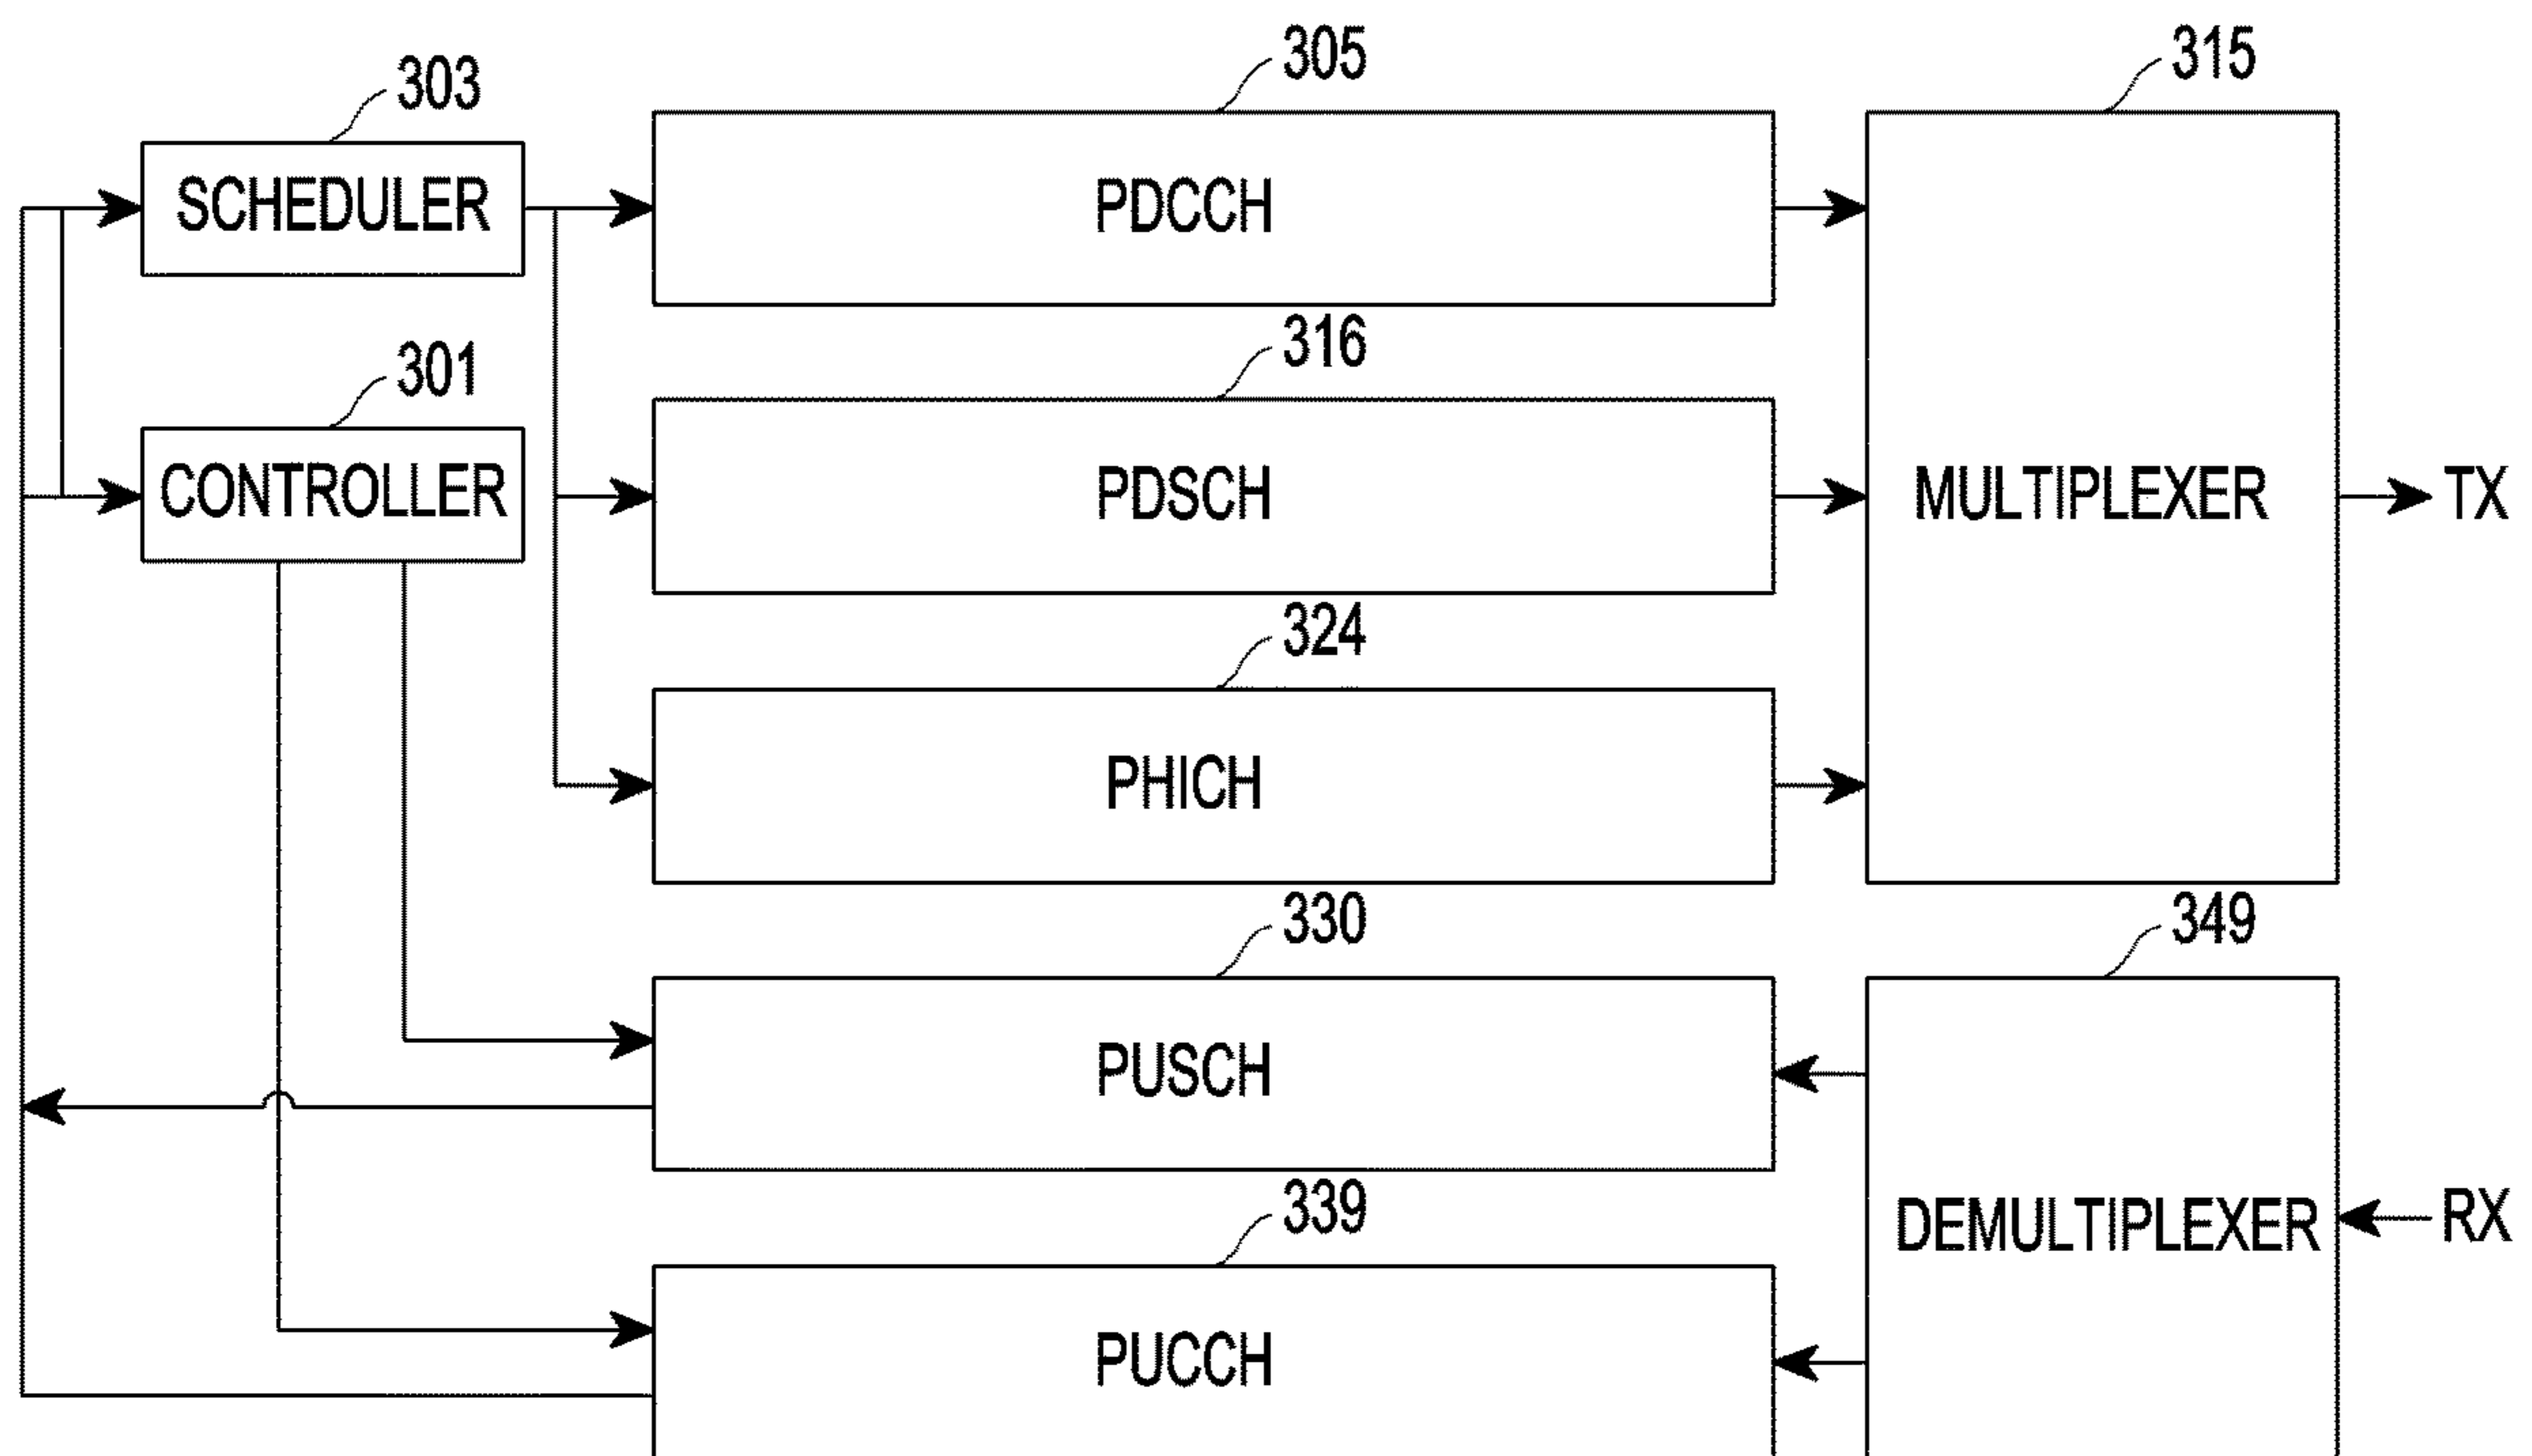 305
315
303
SCHEDULER
PDCCH
316
301
CONTROLLER
PDSCH
MULTIPLEXER
TX
324
PHICH
330
349
PUSCH
339
DEMULTIPLEXER
RX
PUCCH